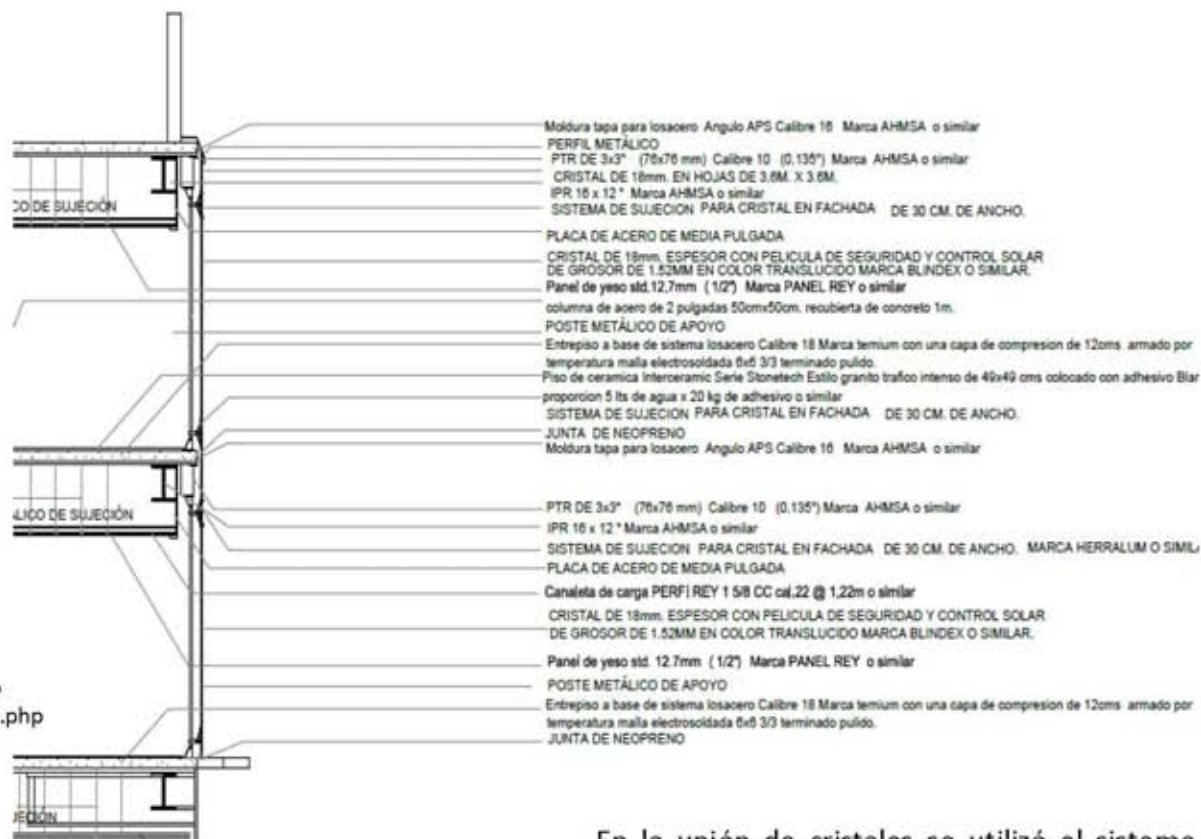 Moldura tapa para losacero Angulo APS Calibre 16 Marca AHMSA o similar
PERFIL METÁLICO
PTR DE 3x3" (76x76 mm) Calibre 10 (0.135") Marca AHMSA o similar
CRISTAL DE 18mm. EN HOJAS DE 3.6M. X 3.6M.
IPR 16 x 12 " Marca AHMSA o similar
SISTEMA DE SUJECION PARA CRISTAL EN FACHADA DE 30 CM. DE ANCHO.
CO DE SUJECIÓN
PLACA DE ACERO DE MEDIA PULGADA
CRISTAL DE 18mm. ESPESOR CON PELICULA DE SEGURIDAD Y CONTROL SOLAR
DE GROSOR DE 1.52MM EN COLOR TRANSLUCIDO MARCA BLINDEX O SIMILAR.
Panel de yeso std.12.7mm ( 1/2") Marca PANEL REY o similar
columna de acero de 2 pulgadas 50cmx50cm. recubierta de concreto 1m.
POSTE METÁLICO DE APOYO
Entrepiso a base de sistema losacero Calibre 18 Marca ternium con una capa de compresion de 12cms armado por
temperatura malla electrosoldada 6x6 3/3 terminado pulido.
Piso de ceramica Interceramic Serie Stonetech Estilo granito trafico intenso de 49x49 cms colocado con adhesivo Blan
proporcion 5 lts de agua x 20 kg de adhesivo o similar
SISTEMA DE SUJECION PARA CRISTAL EN FACHADA DE 30 CM. DE ANCHO.
JUNTA DE NEOPRENO
Moldura tapa para losacero Angulo APS Calibre 16 Marca AHMSA o similar
PTR DE 3x3" (76x76 mm) Calibre 10 (0.135") Marca AHMSA o similar
LICO DE SUJECIÓN
IPR 16 x 12 " Marca AHMSA o similar
SISTEMA DE SUJECION PARA CRISTAL EN FACHADA DE 30 CM. DE ANCHO. MARCA HERRALUM O SIMIL
PLACA DE ACERO DE MEDIA PULGADA
Canaleta de carga PERFI REY 1 5/8 CC cal.22 @ 1,22m o similar
CRISTAL DE 18mm. ESPESOR CON PELICULA DE SEGURIDAD Y CONTROL SOLAR
DE GROSOR DE 1.52MM EN COLOR TRANSLUCIDO MARCA BLINDEX O SIMILAR.
Panel de yeso std. 12.7mm ( 1/2") Marca PANEL REY o similar
POSTE METÁLICO DE APOYO
.php
Entrepiso a base de sistema losacero Calibre 18 Marca ternium con una capa de compresion de 12cms armado por
temperatura malla electrosoldada 6x6 3/3 terminado pulido.
JUNTA DE NEOPRENO
JECIÓN
En la unión de cristales se utilizó el sistema